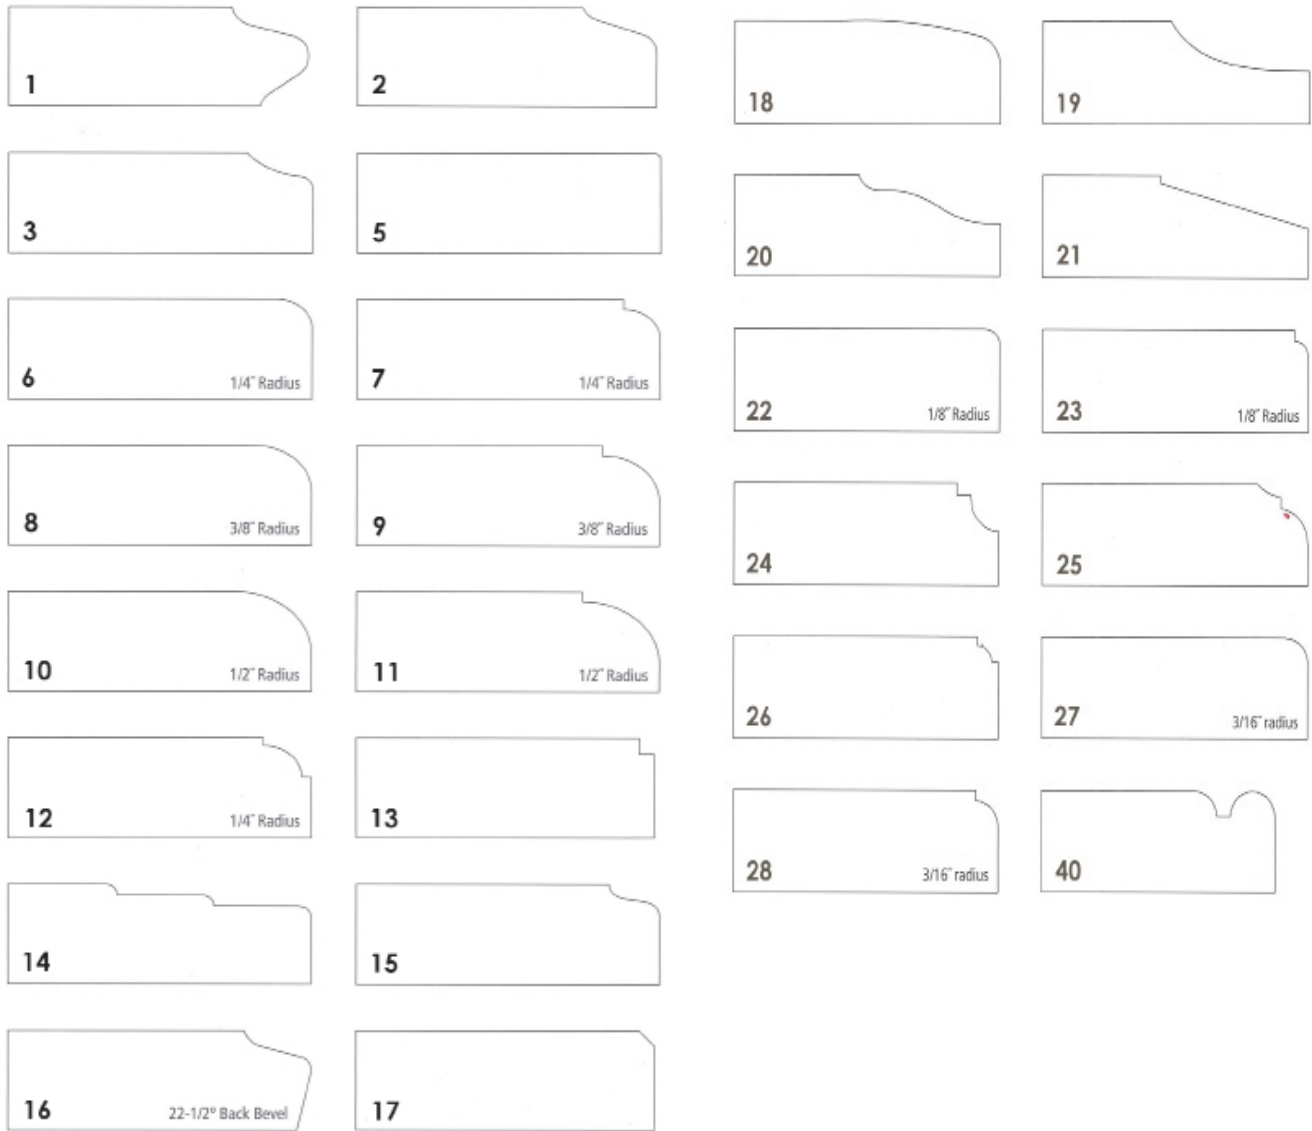 1
2
3
5
6 1/4" Radius
7 1/4" Radius
8 3/8" Radius
9 3/8" Radius
10 1/2" Radius
11 1/2" Radius
12 1/4" Radius
13
14
15
16 22-1/2° Back Bevel
17
18
19
20
21
22 1/8" Radius
23 1/8" Radius
24
25
26
27 3/16" radius
28 3/16" radius
40